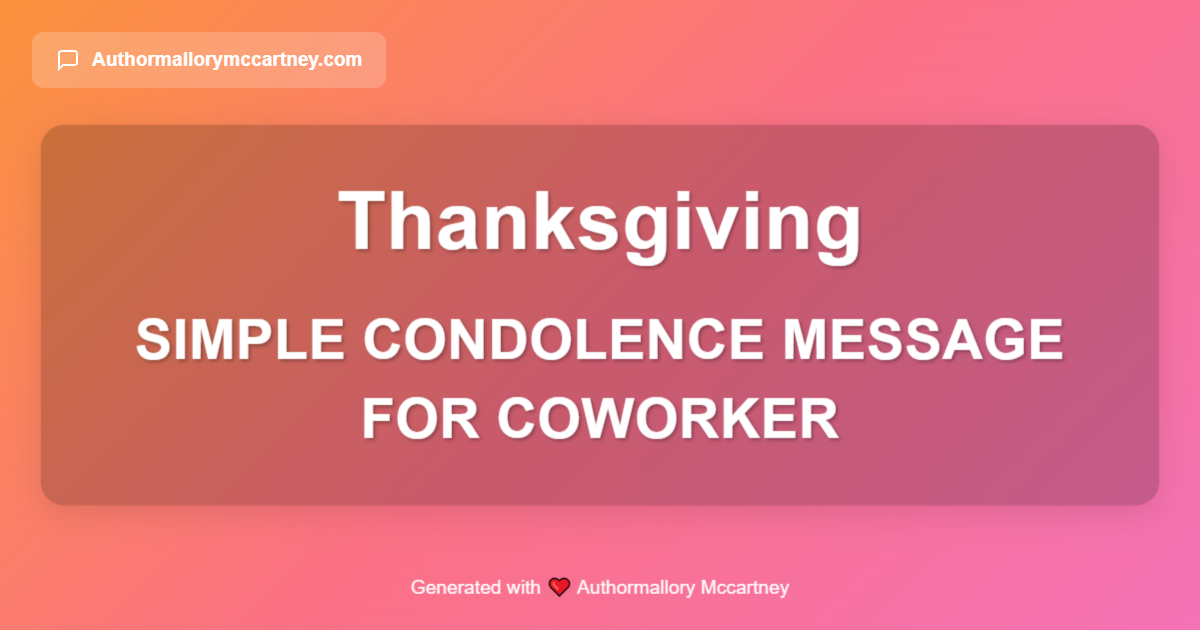 Authormallorymccartney.com
Thanksgiving
SIMPLE CONDOLENCE MESSAGE
FOR COWORKER
Generated with ❤️ Authormallory Mccartney